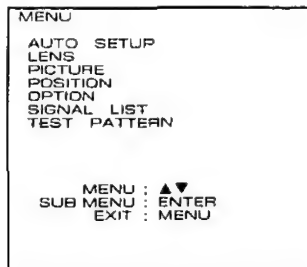 MENU
AUTO SETUP
LENS
PICTURE
POSITION
OPTION
SIGNAL LIST
TEST PATTERN
MENU : ▲▼
SUB MENU : ENTER
EXIT : MENU